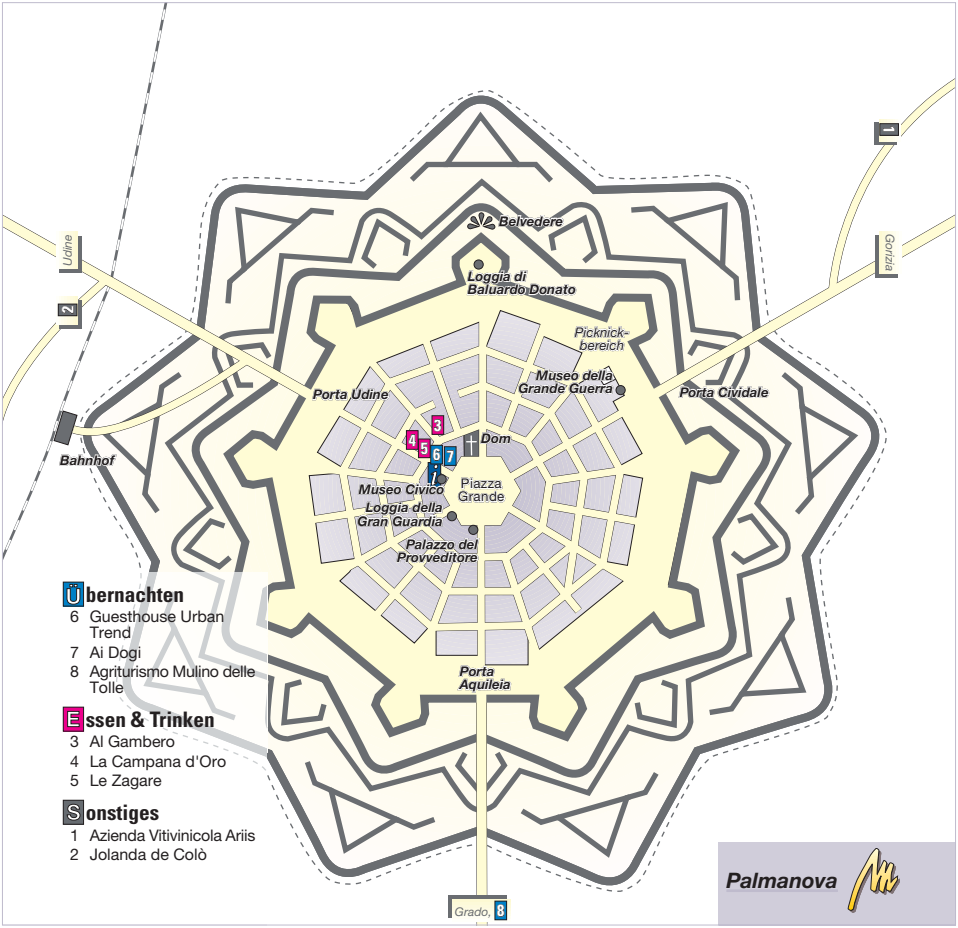 1
Udine
Gorizia
2
Belvedere
Loggia di
Baluardo Donato
Picknick-
bereich
Museo della
Grande Guerra
Porta Udine
Porta Cividale
3
4
5
6
7
Dom
Bahnhof
i
Museo Civico
Piazza
Grande
Loggia della
Gran Guardia
Palazzo del
Provveditore
Porta
Aquileia
Übernachten
6 Guesthouse Urban
Trend
7 Ai Dogi
8 Agriturismo Mulino delle
Tolle
Essen & Trinken
3 Al Gambero
4 La Campana d'Oro
5 Le Zagare
Sonstiges
1 Azienda Vitivinicola Ariis
2 Jolanda de Colò
Grado, 8
Palmanova